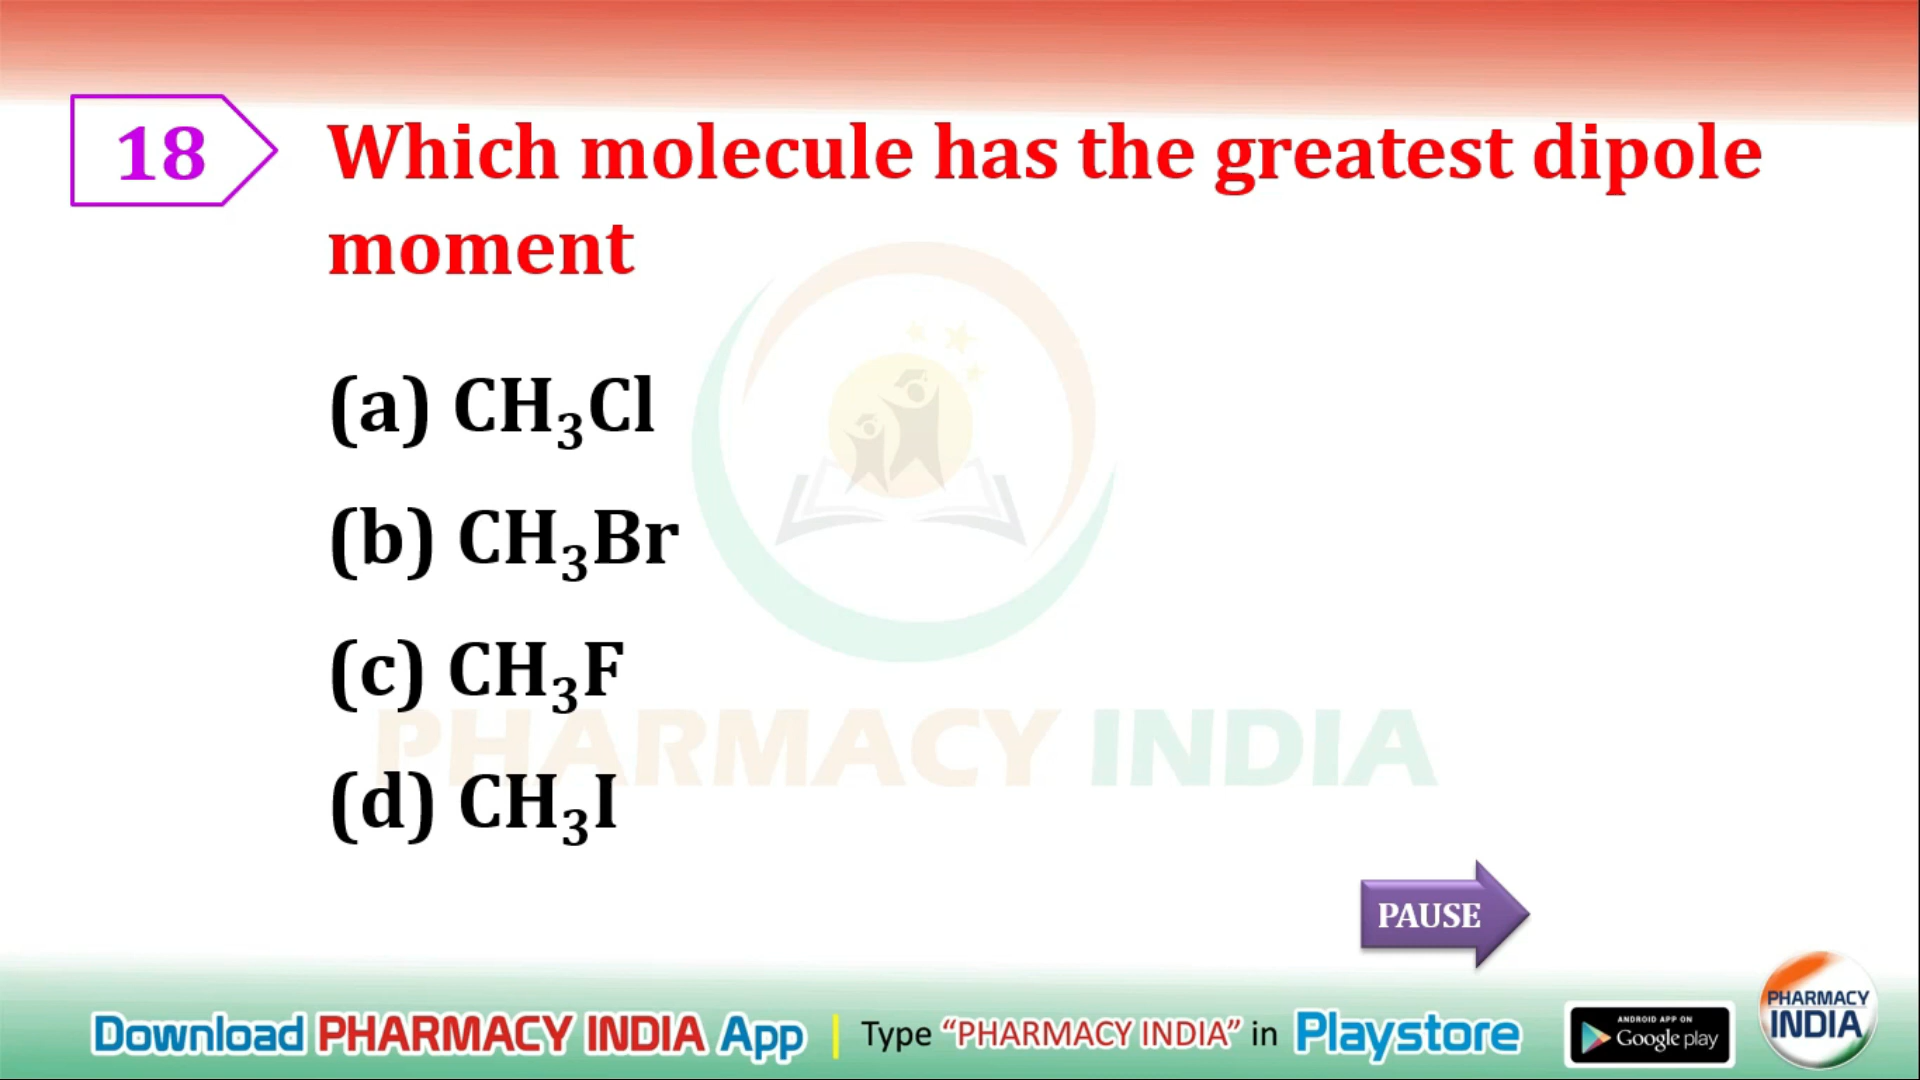 18
Which molecule has the greatest dipole
moment
(a) CH₃Cl
(b) CH₃Br
(c) CH₃F
PHARMACY INDIA
(d) CH₃I
PAUSE
Download PHARMACY INDIA App | Type “PHARMACY INDIA” in Playstore
ANDROID APP ON
Google play
PHARMACY
INDIA